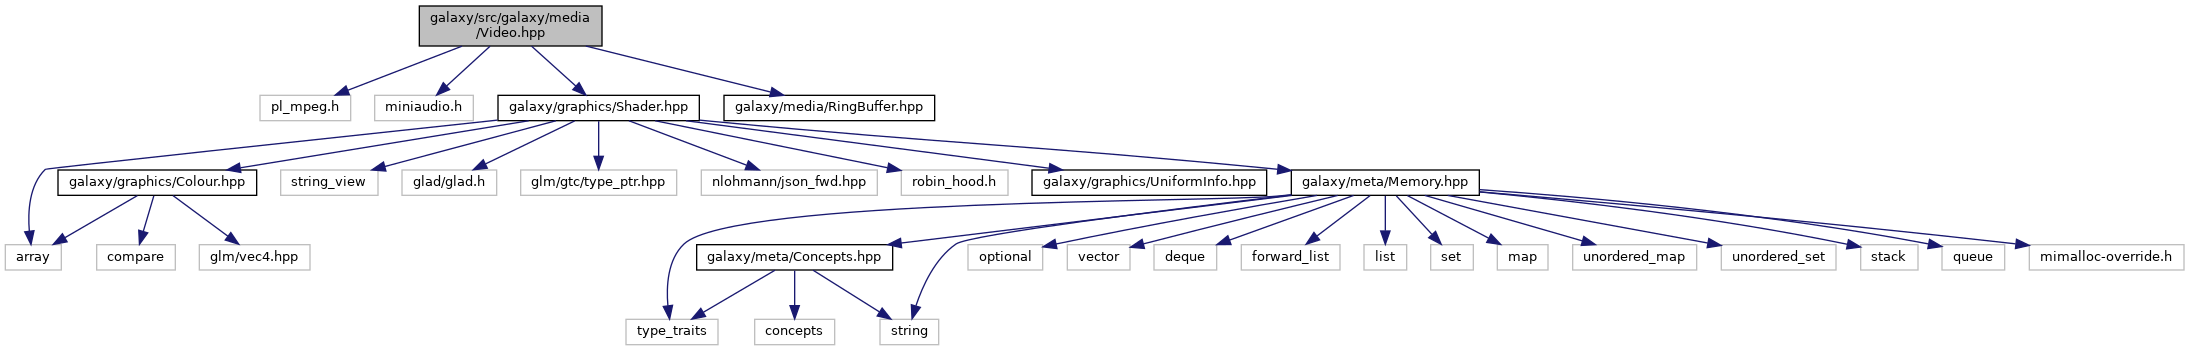 galaxy/src/galaxy/media
/Video.hpp
pl_mpeg.h
miniaudio.h
galaxy/graphics/Shader.hpp
galaxy/media/RingBuffer.hpp
galaxy/graphics/Colour.hpp
string_view
glad/glad.h
glm/gtc/type_ptr.hpp
nlohmann/json_fwd.hpp
robin_hood.h
galaxy/graphics/UniformInfo.hpp
galaxy/meta/Memory.hpp
array
compare
glm/vec4.hpp
galaxy/meta/Concepts.hpp
optional
vector
deque
forward_list
list
set
map
unordered_map
unordered_set
stack
queue
mimalloc-override.h
type_traits
concepts
string